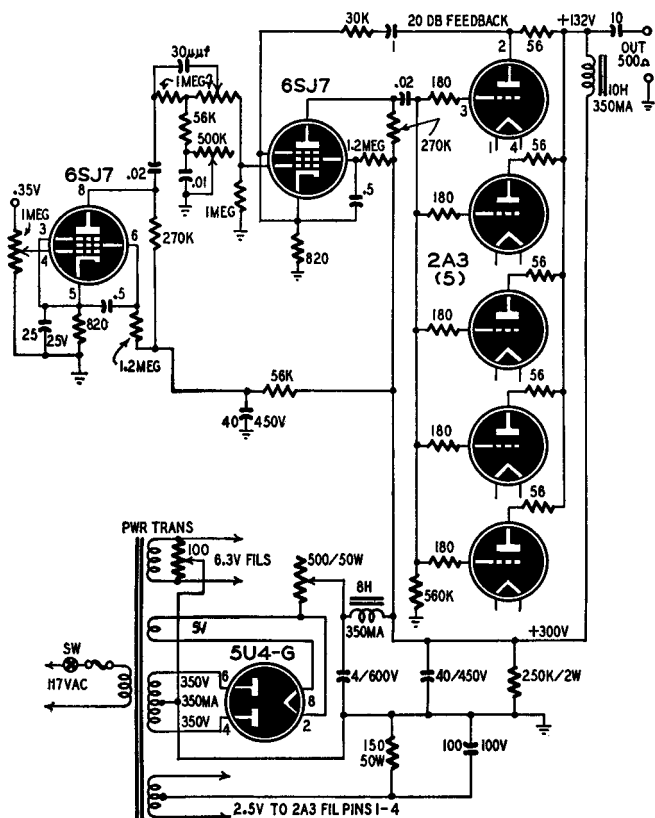 30K
20 DB FEEDBACK
1
2
+132V
56
10
OUT
500Ω
10H
350MA
30µµf
1MEG?
56K
500K
.02
.01
1MEG
6SJ7
.02
180
3
1 4
1.2MEG
270K
.5
820
6SJ7
8
.35V
1MEG
3
4
6
5
.5
25
25V
820
1.2MEG
270K
56
180
2A3
(5)
56
180
56
180
56
180
560K
56K
40 450V
PWR TRANS
100
6.3V FILS
500/50W
8H
350MA
+300V
5V
5U4-G
SW
117VAC
350V
350MA
350V
6
4
8
2
4/600V
40/450V
250K/2W
150
50W
100 100V
2.5V TO 2A3 FIL PINS 1-4